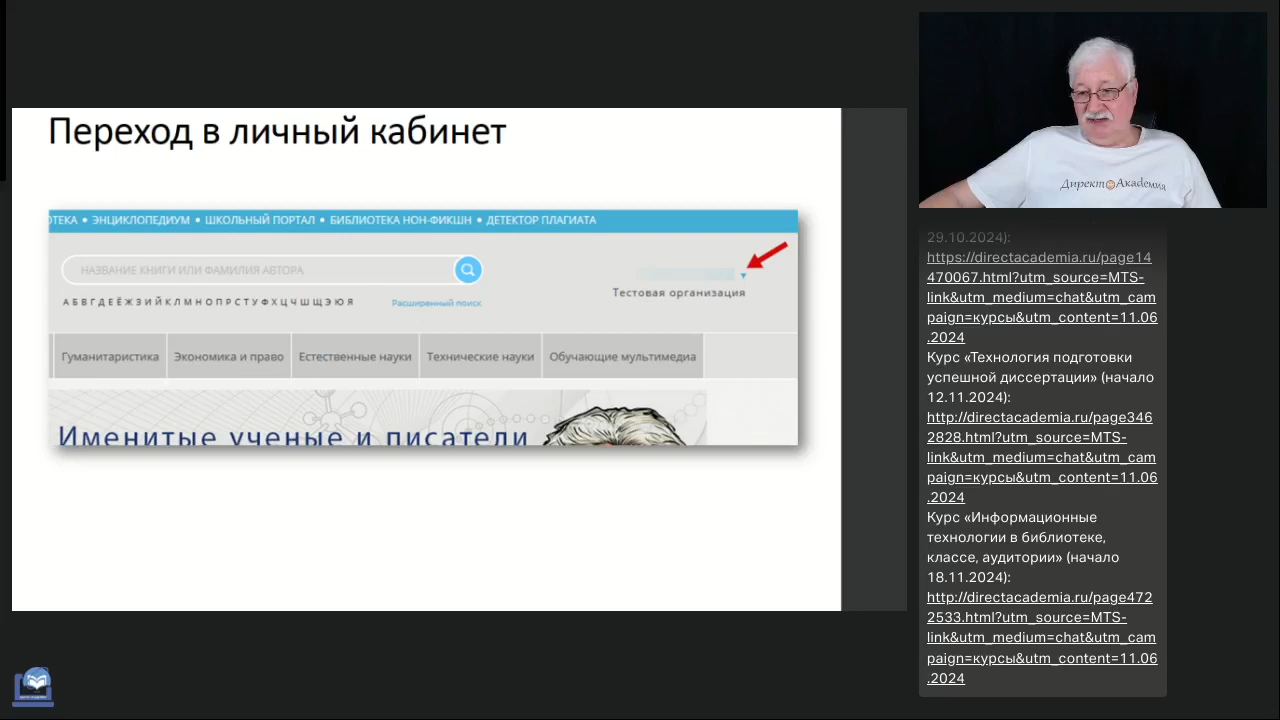 Переход в личный кабинет
ОТЕКА • ЭНЦИКЛОПЕДИУМ • ШКОЛЬНЫЙ ПОРТАЛ • БИБЛИОТЕКА НОН-ФИКШН • ДЕТЕКТОР ПЛАГИАТА
НАЗВАНИЕ КНИГИ ИЛИ ФАМИЛИЯ АВТОРА
А Б В Г Д Е Ё Ж З И Й К Л М Н О П Р С Т У Ф Х Ц Ч Ш Щ Э Ю Я
Расширенный поиск
Тестовая организация
Гуманитаристика
Экономика и право
Естественные науки
Технические науки
Обучающие мультимедиа
Именитые ученые и писатели
Директ Академия
29.10.2024):
https://directacademia.ru/page14
470067.html?utm_source=MTS-
link&utm_medium=chat&utm_cam
paign=курсы&utm_content=11.06
.2024
Курс «Технология подготовки
успешной диссертации» (начало
12.11.2024):
http://directacademia.ru/page346
2828.html?utm_source=MTS-
link&utm_medium=chat&utm_cam
paign=курсы&utm_content=11.06
.2024
Курс «Информационные
технологии в библиотеке,
классе, аудитории» (начало
18.11.2024):
http://directacademia.ru/page472
2533.html?utm_source=MTS-
link&utm_medium=chat&utm_cam
paign=курсы&utm_content=11.06
.2024